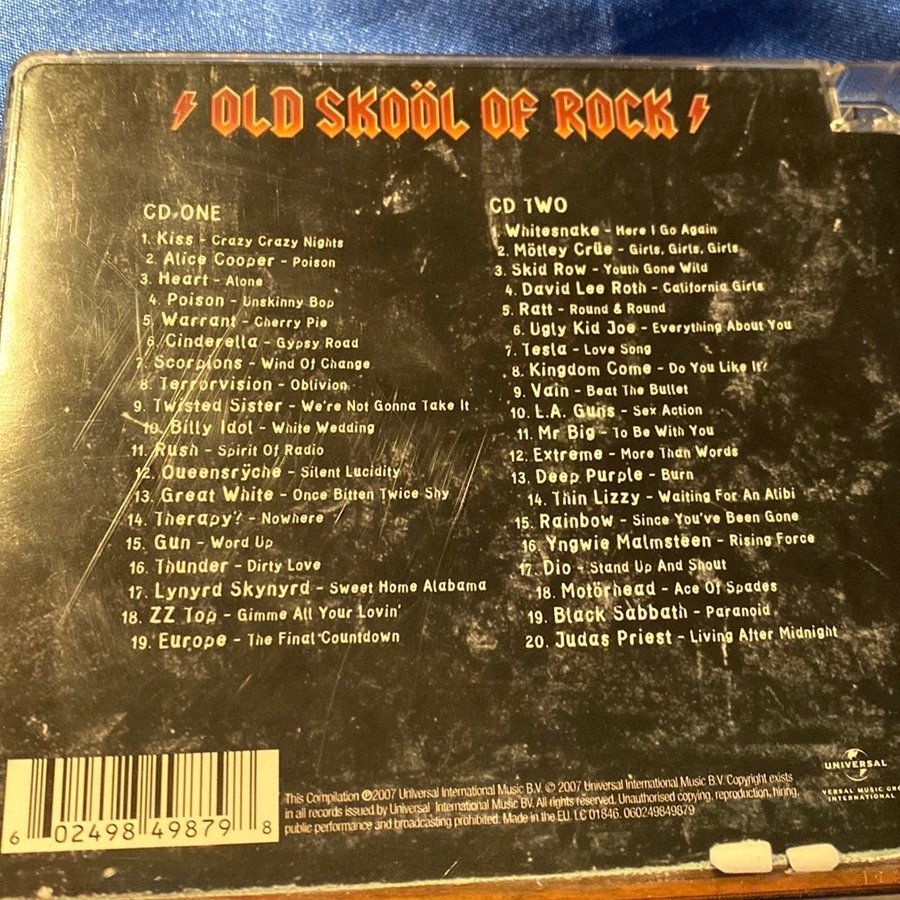 OLD SKOÖL OF ROCK
CD ONE
1. Kiss – Crazy Crazy Nights
2. Alice Cooper – Poison
3. Heart – Alone
4. Poison – Unskinny Bop
5. Warrant – Cherry Pie
6. Cinderella – Gypsy Road
7. Scorpions – Wind Of Change
8. Terrorvision – Oblivion
9. Twisted Sister – We're Not Gonna Take It
10. Billy Idol – White Wedding
11. Rush – Spirit Of Radio
12. Queensrÿche – Silent Lucidity
13. Great White – Once Bitten Twice Shy
14. Therapy? – Nowhere
15. Gun – Word Up
16. Thunder – Dirty Love
17. Lynyrd Skynyrd – Sweet Home Alabama
18. ZZ Top – Gimme All Your Lovin'
19. Europe – The Final Countdown
CD TWO
1. Whitesnake – Here I Go Again
2. Mötley Crüe – Girls, Girls, Girls
3. Skid Row – Youth Gone Wild
4. David Lee Roth – California Girls
5. Ratt – Round & Round
6. Ugly Kid Joe – Everything About You
7. Tesla – Love Song
8. Kingdom Come – Do You Like It?
9. Vain – Beat The Bullet
10. L.A. Guns – Sex Action
11. Mr Big – To Be With You
12. Extreme – More Than Words
13. Deep Purple – Burn
14. Thin Lizzy – Waiting For An Alibi
15. Rainbow – Since You've Been Gone
16. Yngwie Malmsteen – Rising Force
17. Dio – Stand Up And Shout
18. Motörhead – Ace Of Spades
19. Black Sabbath – Paranoid
20. Judas Priest – Living After Midnight
6 02498 49879 8
This Compilation ℗2007 Universal International Music B.V. © 2007 Universal International Music B.V. Copyright exists
in all records issued by Universal International Music BV. All rights reserved. Unauthorised copying, reproduction, hiring,
public performance and broadcasting prohibited. Made in the EU. LC 01846. 060249849879
UNIVERSAL
VERSAL MUSIC GRO
INTERNATIONAL